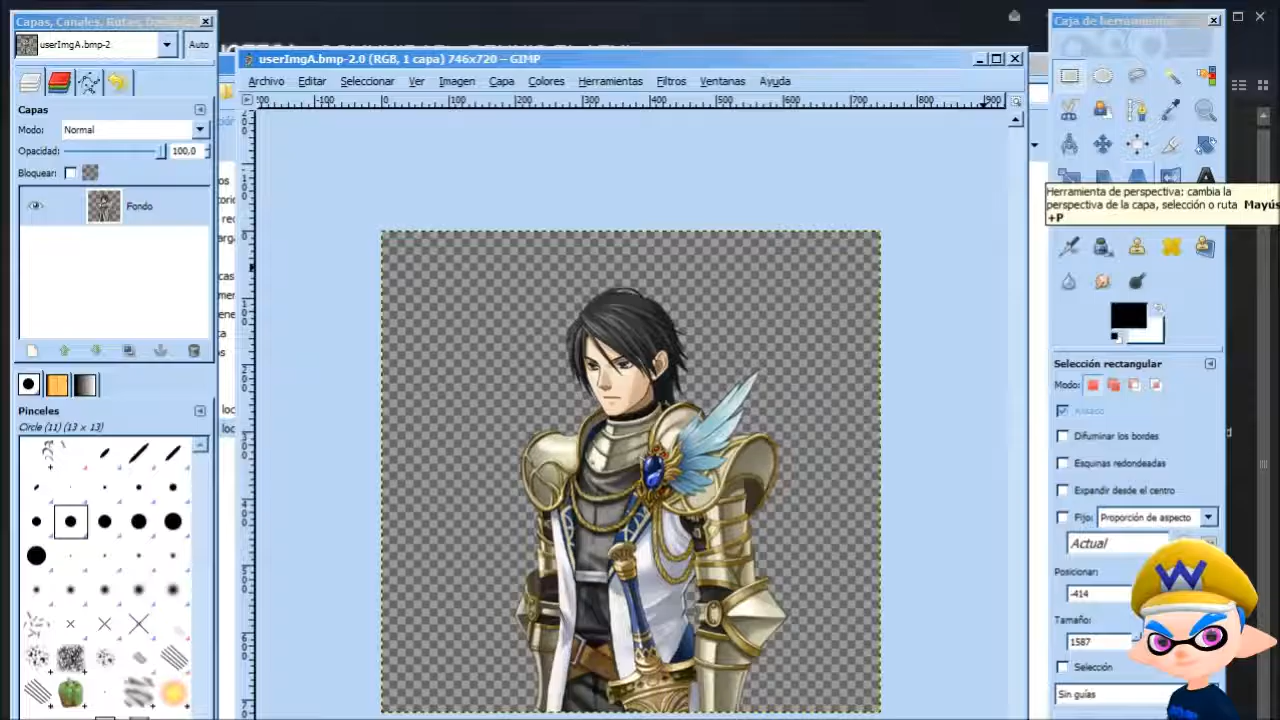 Capas, Canales, Rutas, D
userImgA.bmp-2
Auto
Capas
Modo: Normal
Opacidad: 100,0
Bloquear:
Fondo
Pinceles
Circle (11) (13 × 13)
userImgA.bmp-2.0 (RGB, 1 capa) 746x720 – GIMP
Archivo Editar Seleccionar Ver Imagen Capa Colores Herramientas Filtros Ventanas Ayuda
-100 0 100 200 300 400 500 600 700 800 900
Caja de herramientas
Herramienta de perspectiva: cambia la
perspectiva de la capa, selección o ruta Mayús
+P
Selección rectangular
Modo:
Alisado
Difuminar los bordes
Esquinas redondeadas
Expandir desde el centro
Fijo: Proporción de aspecto
Actual
Posicionar:
-414
Tamaño:
1587
Selección
Sin guías
W